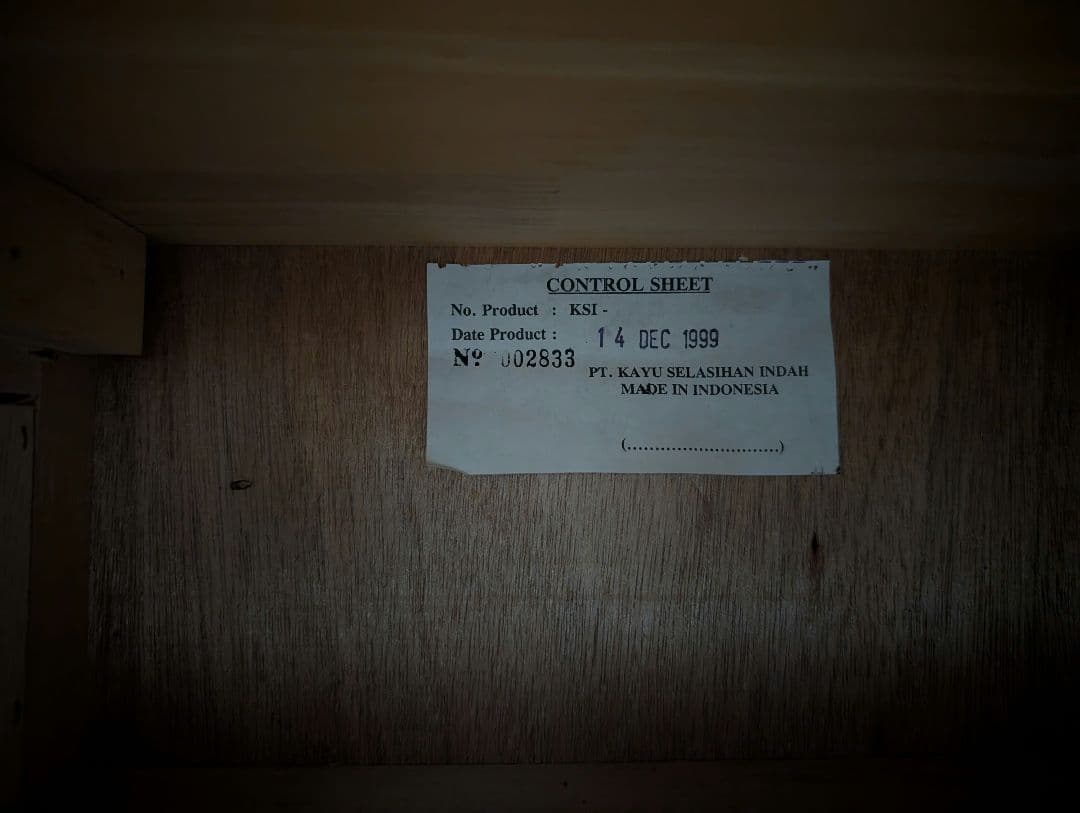 CONTROL SHEET
No. Product : KSI -
Date Product : 14 DEC 1999
Nº 002833
PT. KAYU SELASIHAN INDAH
MADE IN INDONESIA
(............................)